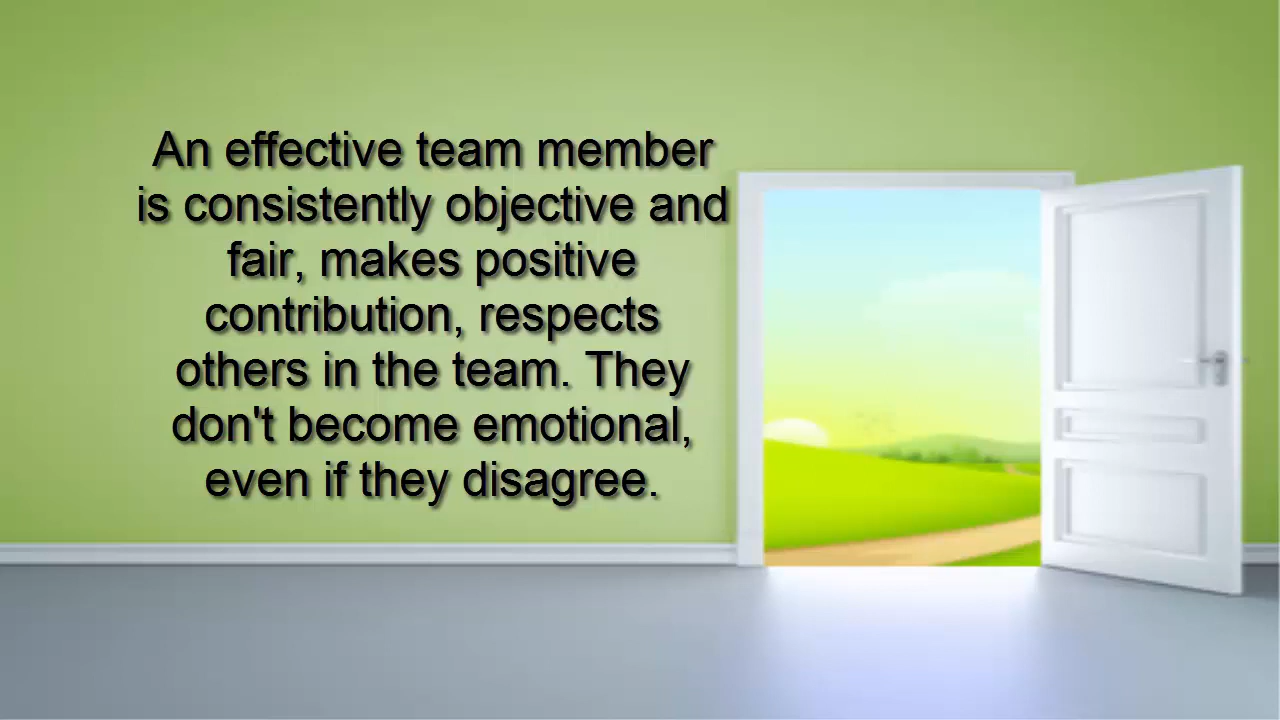 An effective team member
is consistently objective and
fair, makes positive
contribution, respects
others in the team. They
don't become emotional,
even if they disagree.